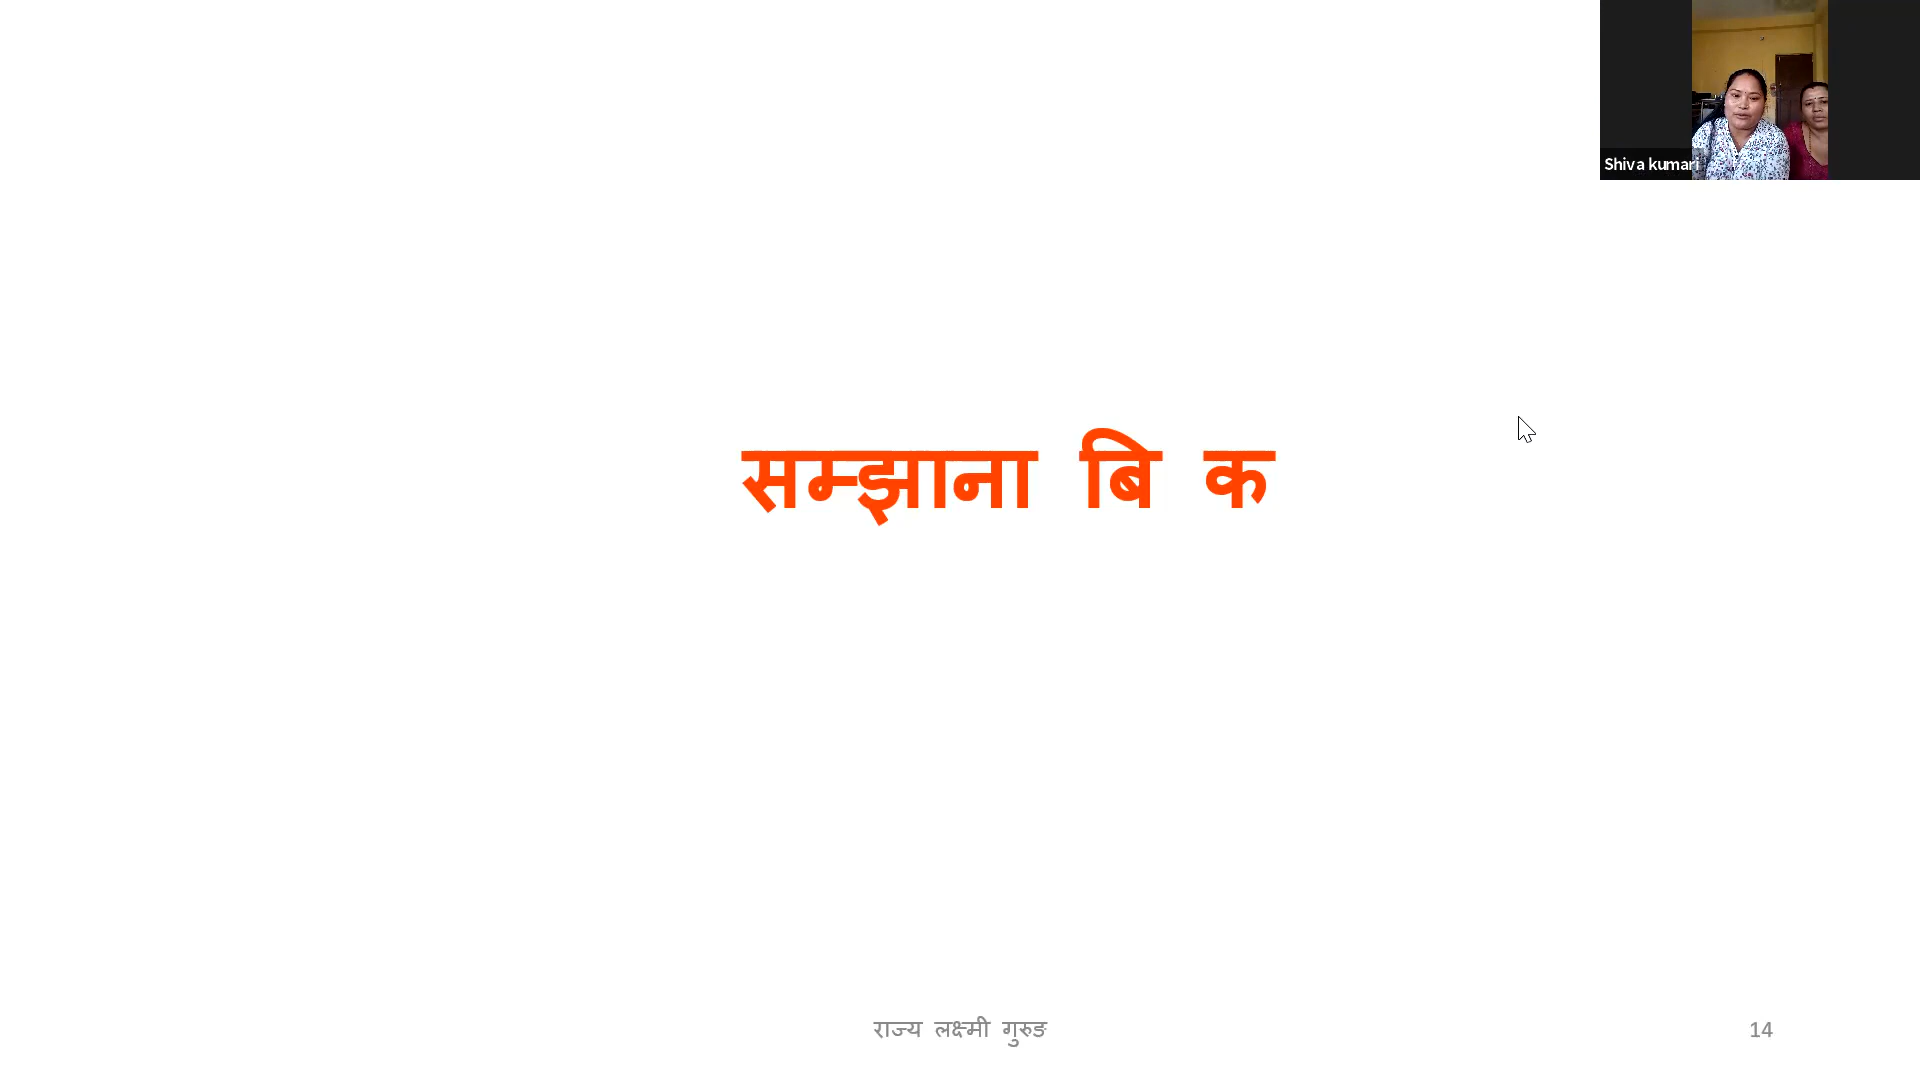 Shiva kumari
सम्झाना बि क
राज्य लक्ष्मी गुरुङ
14